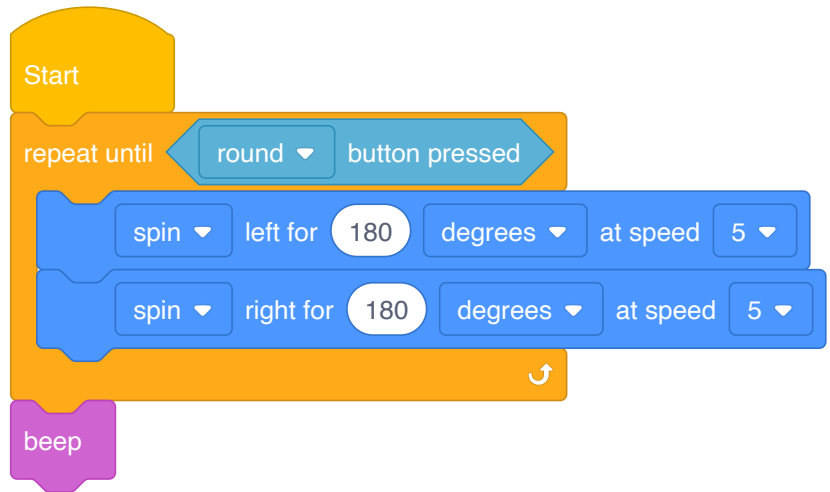 Start
repeat until round button pressed
spin left for 180 degrees at speed 5
spin right for 180 degrees at speed 5
beep